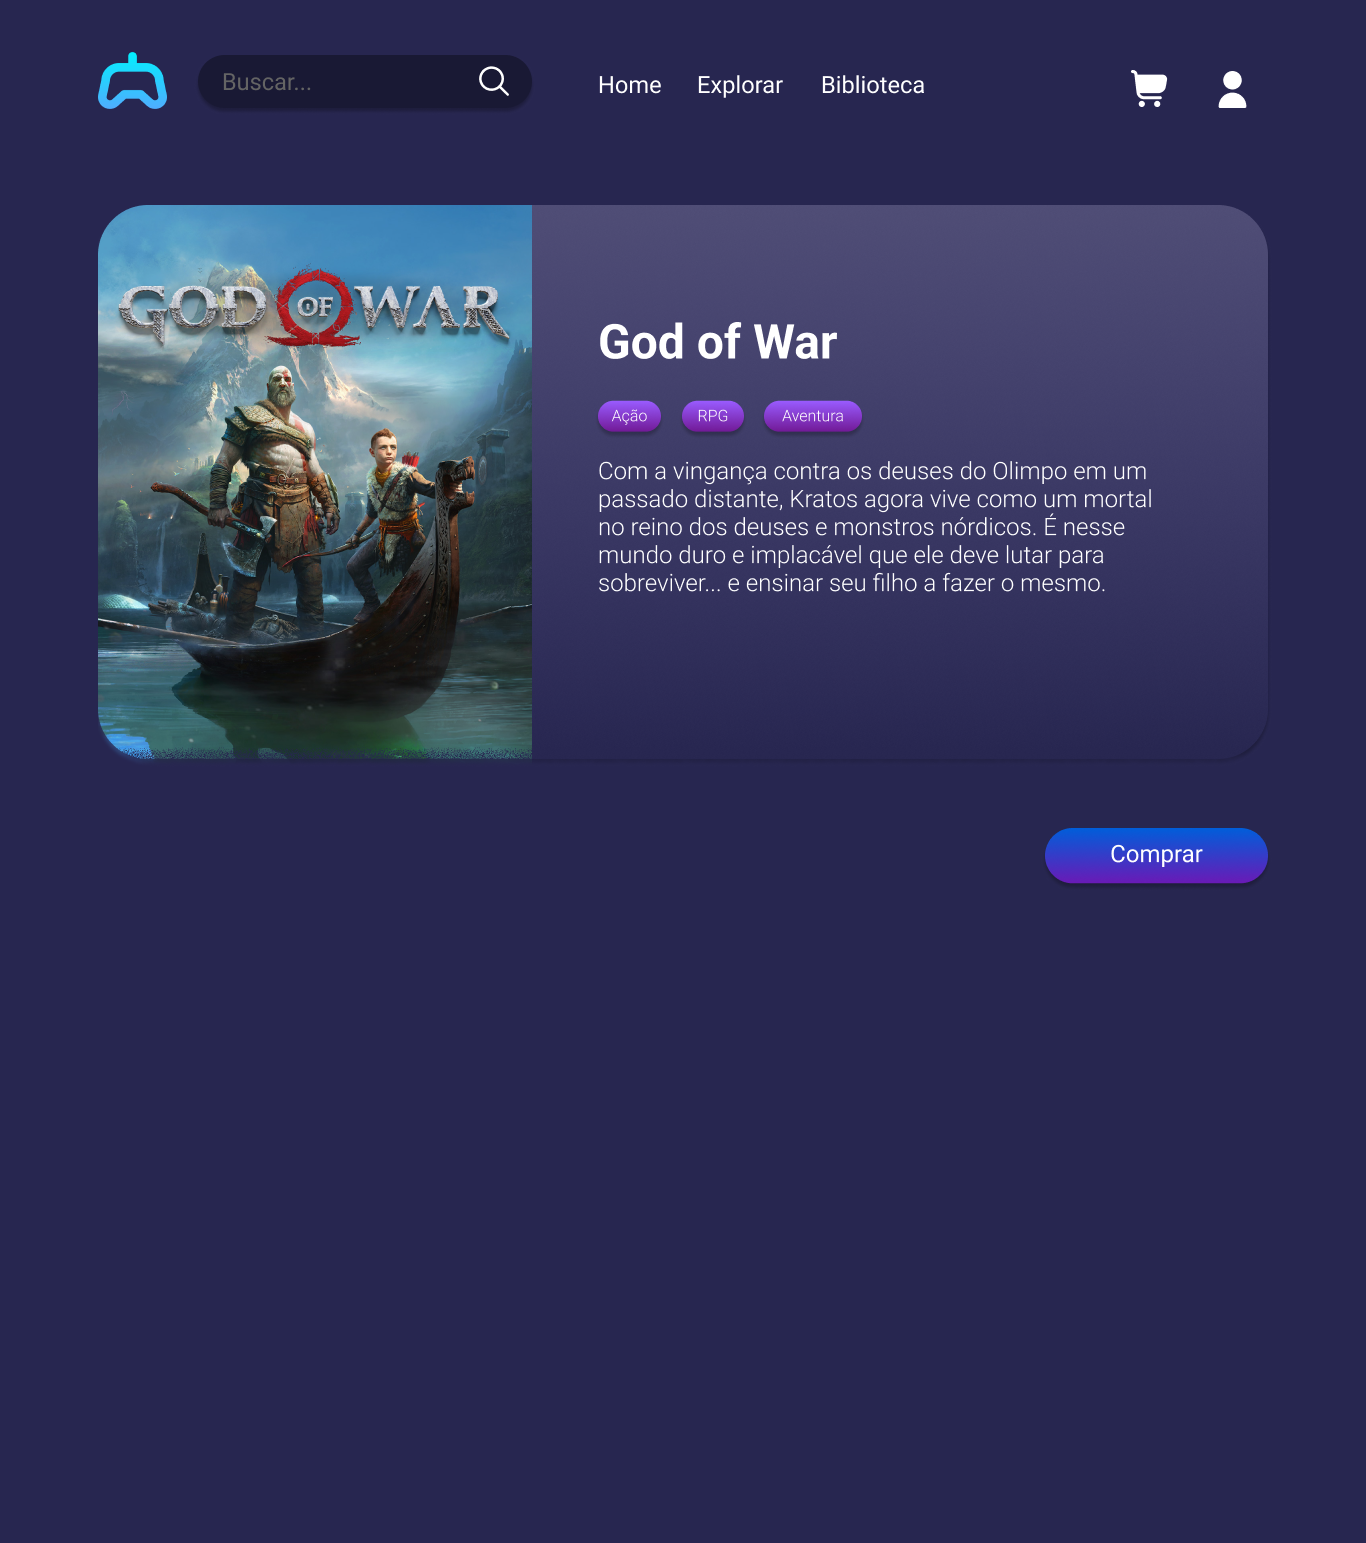 Buscar...
Home Explorar Biblioteca
GOD OF WAR
God of War
Ação RPG Aventura
Com a vingança contra os deuses do Olimpo em um
passado distante, Kratos agora vive como um mortal
no reino dos deuses e monstros nórdicos. É nesse
mundo duro e implacável que ele deve lutar para
sobreviver... e ensinar seu filho a fazer o mesmo.
Comprar